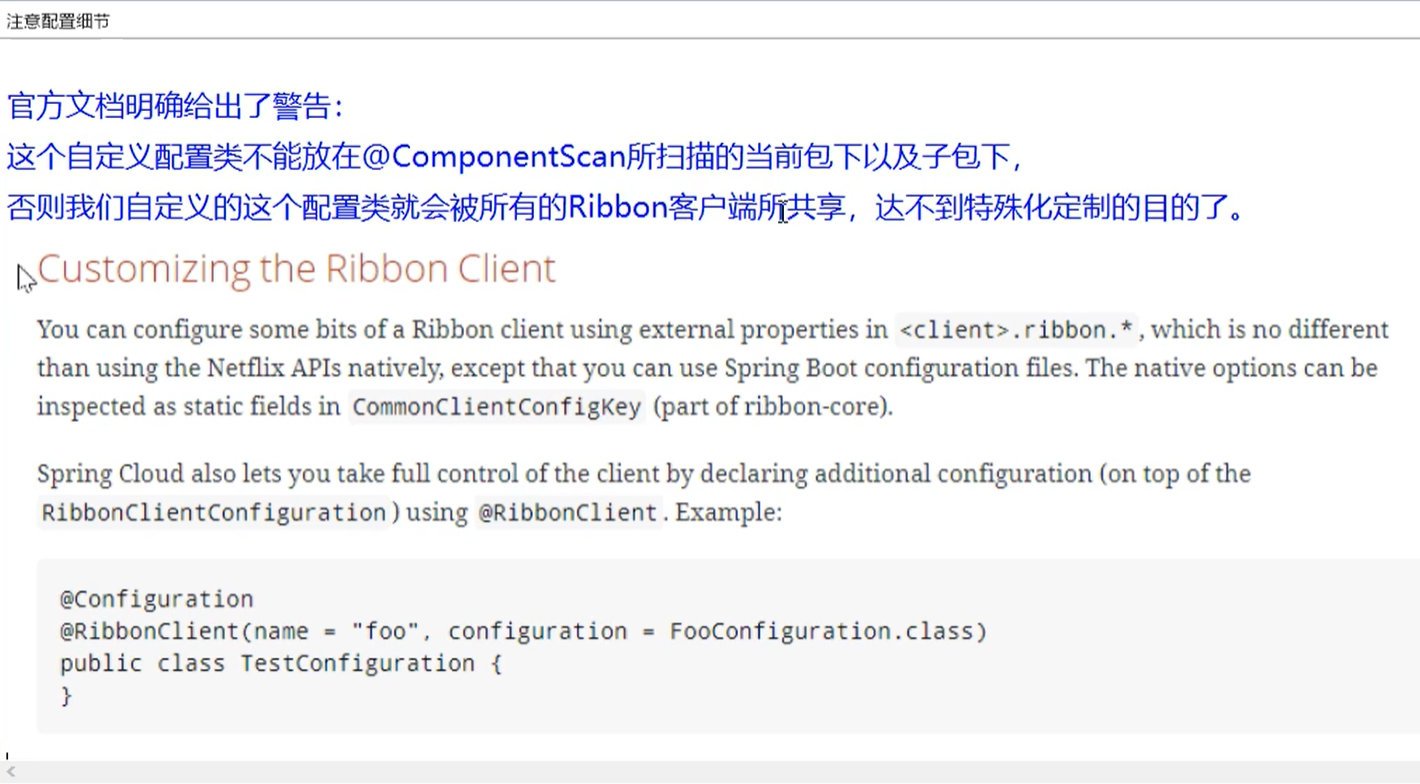 注意配置细节
官方文档明确给出了警告：
这个自定义配置类不能放在@ComponentScan所扫描的当前包下以及子包下，
否则我们自定义的这个配置类就会被所有的Ribbon客户端所共享，达不到特殊化定制的目的了。
Customizing the Ribbon Client
You can configure some bits of a Ribbon client using external properties in <client>.ribbon.*, which is no different
than using the Netflix APIs natively, except that you can use Spring Boot configuration files. The native options can be
inspected as static fields in CommonClientConfigKey (part of ribbon-core).
Spring Cloud also lets you take full control of the client by declaring additional configuration (on top of the
RibbonClientConfiguration) using @RibbonClient. Example:
@Configuration
@RibbonClient(name = "foo", configuration = FooConfiguration.class)
public class TestConfiguration {
}